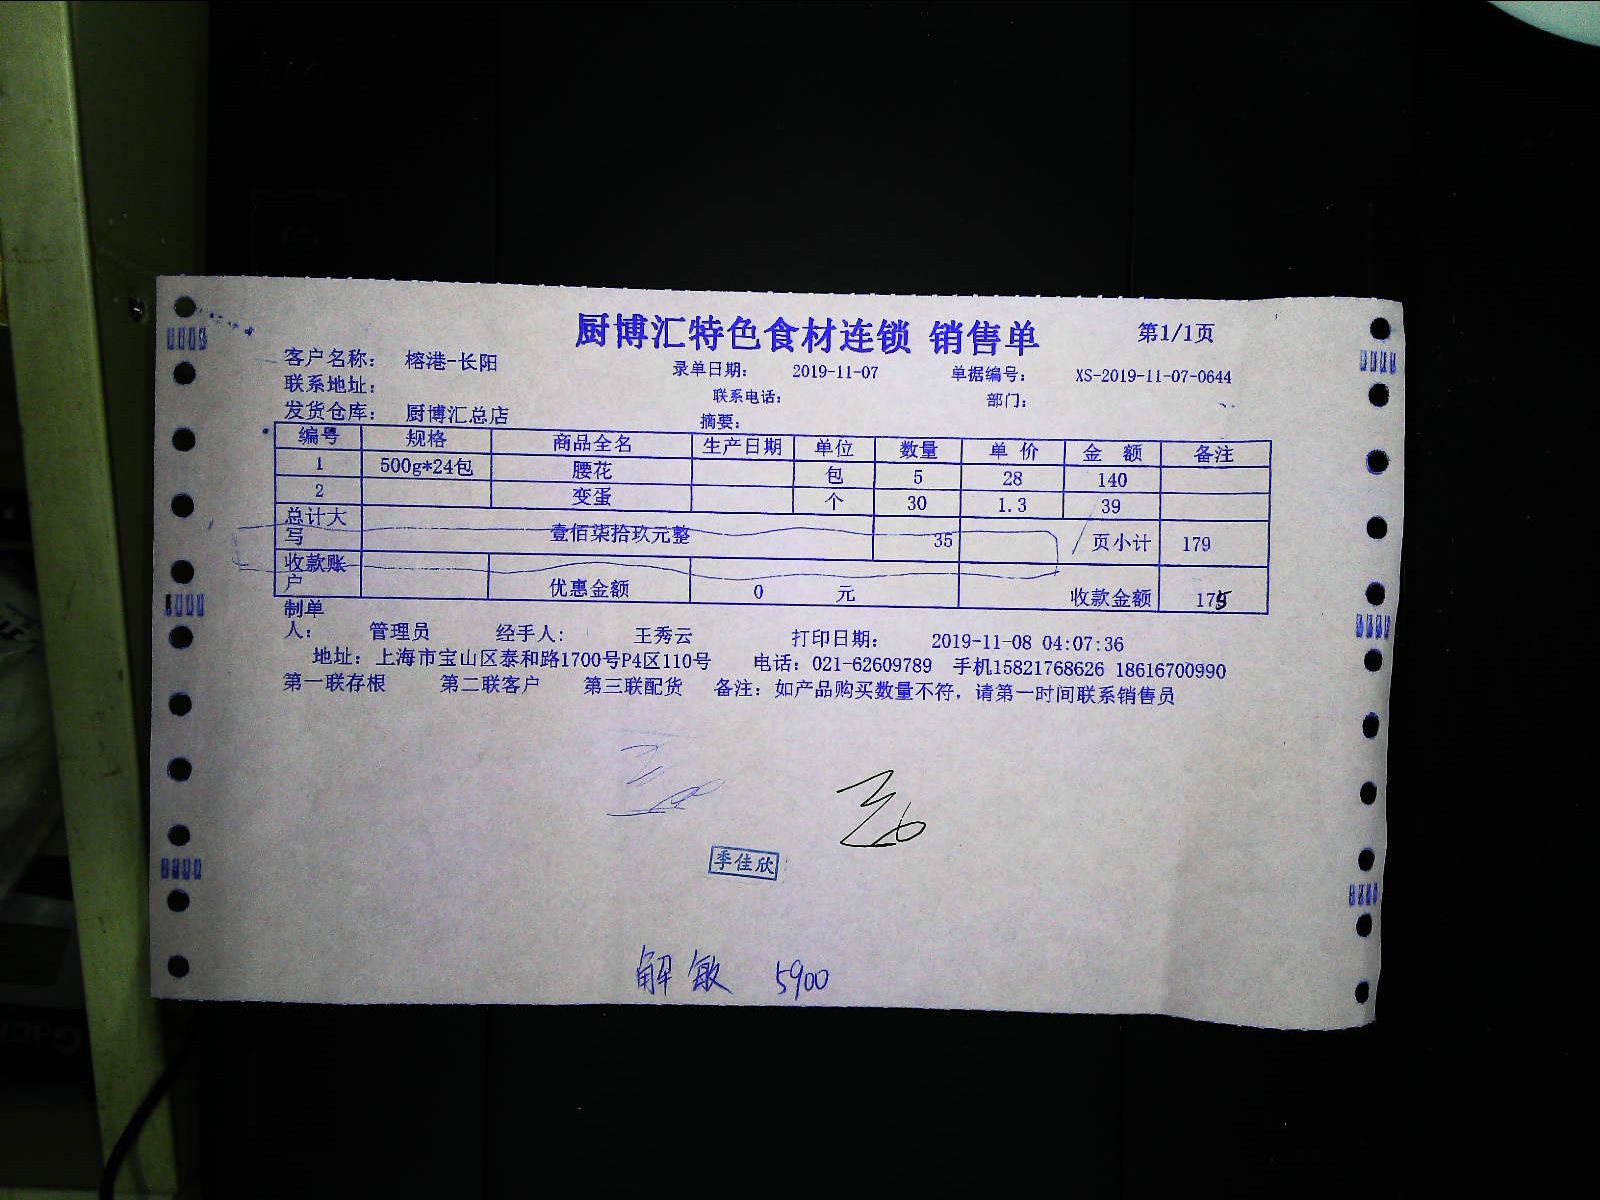 厨博汇特色食材连锁 销售单 第1/1页
客户名称： 榕港-长阳 录单日期： 2019-11-07 单据编号： XS-2019-11-07-0644
联系地址： 联系电话： 部门：
发货仓库： 厨博汇总店 摘要：
编号 规格 商品全名 生产日期 单位 数量 单 价 金 额 备注
1 500g*24包 腰花 包 5 28 140
2 变蛋 个 30 1.3 39
总计大写 壹佰柒拾玖元整 35 页小计 179
收款账户 优惠金额 0 元 收款金额 175
制单人： 管理员 经手人： 王秀云 打印日期： 2019-11-08 04:07:36
地址：上海市宝山区泰和路1700号P4区110号 电话：021-62609789 手机15821768626 18616700990
第一联存根 第二联客户 第三联配货 备注：如产品购买数量不符，请第一时间联系销售员
季佳欣
解敏 5900